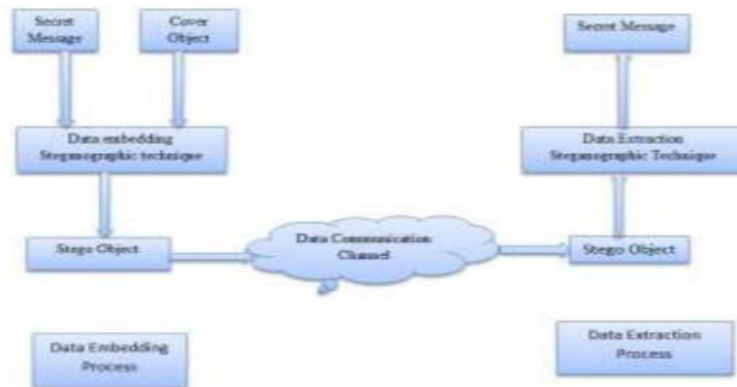 Secret
Message
Cover
Object
Secret Message
Data embedding
Steganographic technique
Data Extraction
Steganographic Technique
Stego Object
Data Communication
Channel
Stego Object
Data Embedding
Process
Data Extraction
Process